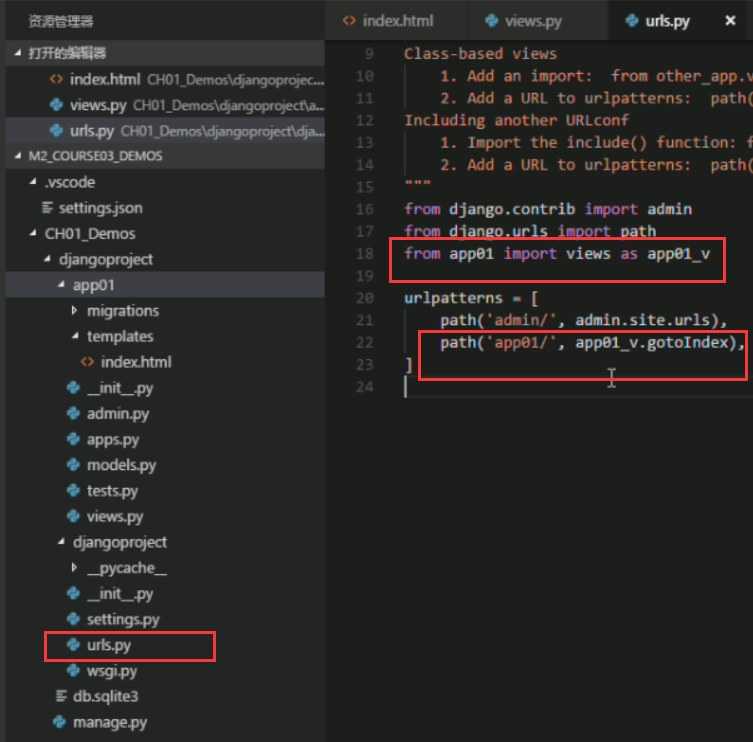 资源管理器
打开的编辑器
index.html CH01_Demos\djangoprojec...
views.py CH01_Demos\djangoproject\a...
urls.py CH01_Demos\djangoproject\dja...
M2_COURSE03_DEMOS
.vscode
settings.json
CH01_Demos
djangoproject
app01
migrations
templates
index.html
__init__.py
admin.py
apps.py
models.py
tests.py
views.py
djangoproject
__pycache__
__init__.py
settings.py
urls.py
wsgi.py
db.sqlite3
manage.py
index.html views.py urls.py ×
9 Class-based views
10 1. Add an import:  from other_app.v
11 2. Add a URL to urlpatterns:  path(
12 Including another URLconf
13 1. Import the include() function: f
14 2. Add a URL to urlpatterns:  path(
15 """
16 from django.contrib import admin
17 from django.urls import path
18 from app01 import views as app01_v
19
20 urlpatterns = [
21 path('admin/', admin.site.urls),
22 path('app01/', app01_v.gotoIndex),
23 ]
24